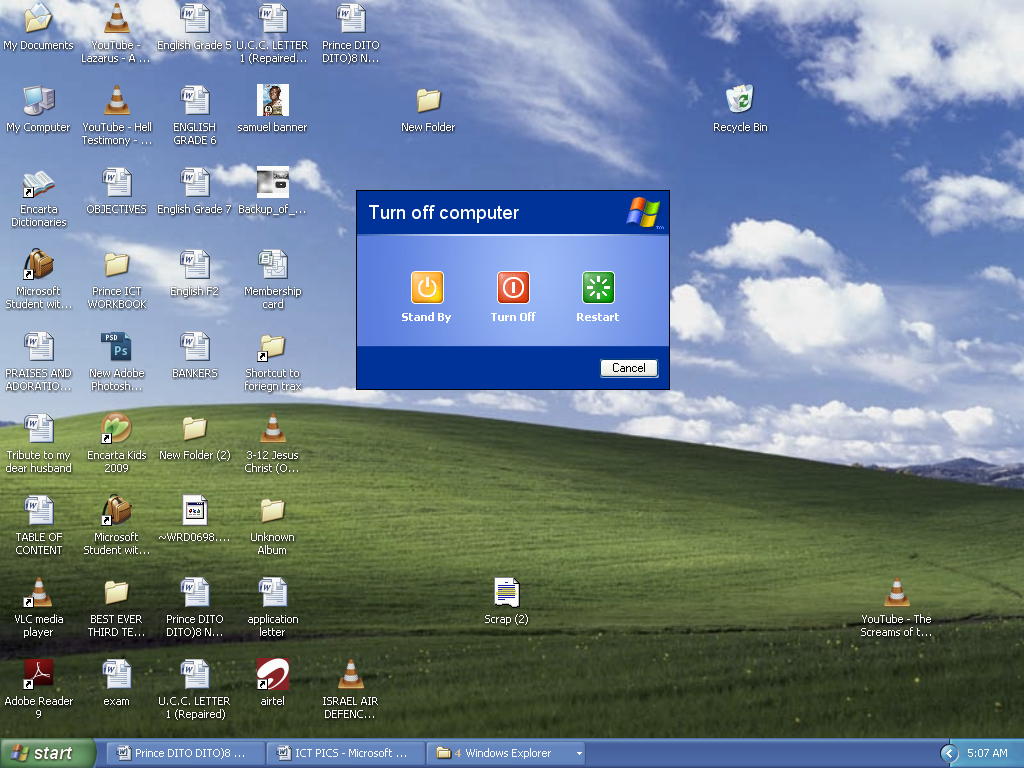 My Documents
YouTube -
Lazarus - A ...
English Grade 5
U.C.C. LETTER
1 (Repaired...
Prince DITO
DITO)8 N...
My Computer
YouTube - Hell
Testimony - ...
ENGLISH
GRADE 6
samuel banner
New Folder
Recycle Bin
Encarta
Dictionaries
OBJECTIVES
English Grade 7
Backup_of_...
Turn off computer
Stand By
Turn Off
Restart
Cancel
Microsoft
Student wit...
Prince ICT
WORKBOOK
English F2
Membership
card
PRAISES AND
ADORATIO...
PSD
Ps
New Adobe
Photosh...
BANKERS
Shortcut to
foriegn trax
Tribute to my
dear husband
Encarta Kids
2009
New Folder (2)
3-12 Jesus
Christ (O...
TABLE OF
CONTENT
Microsoft
Student wit...
~WRD0698....
Unknown
Album
VLC media
player
BEST EVER
THIRD TE...
Prince DITO
DITO)8 N...
application
letter
Scrap (2)
YouTube - The
Screams of t...
Adobe Reader
9
exam
U.C.C. LETTER
1 (Repaired)
airtel
ISRAEL AIR
DEFENC...
start
Prince DITO DITO)8 ...
ICT PICS - Microsoft ...
4 Windows Explorer
5:07 AM